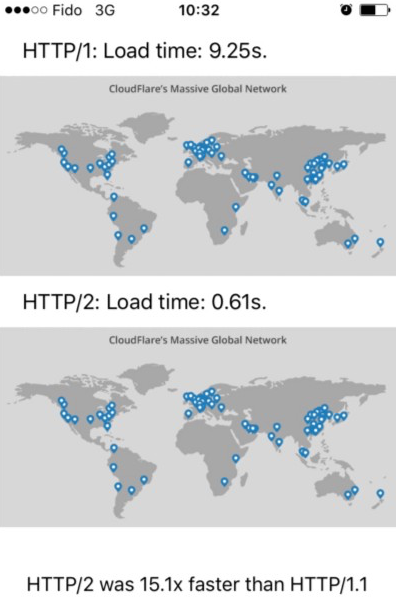 Fido 3G 10:32
HTTP/1: Load time: 9.25s.
CloudFlare's Massive Global Network
HTTP/2: Load time: 0.61s.
CloudFlare's Massive Global Network
HTTP/2 was 15.1x faster than HTTP/1.1